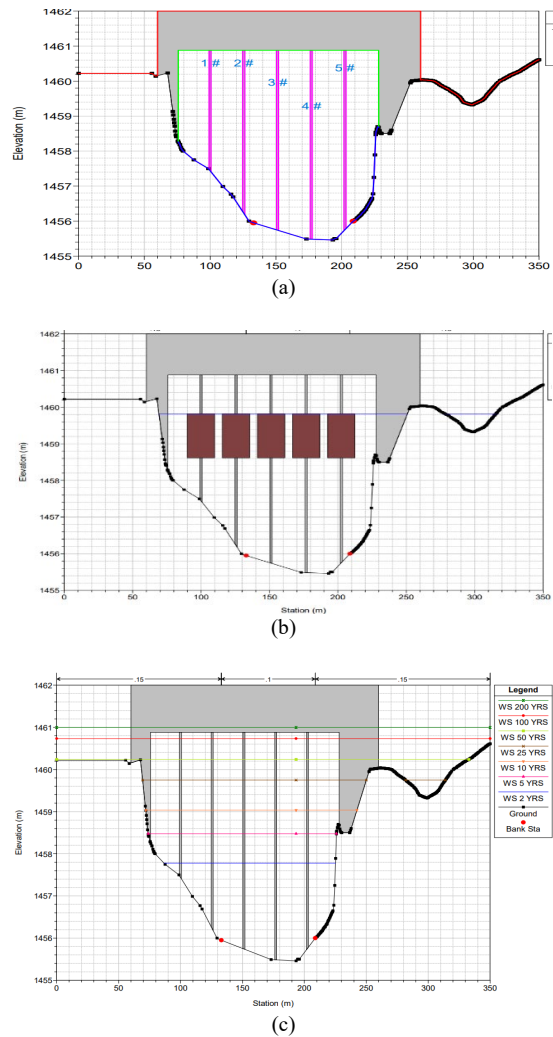 1462
1461
1 # 2 # 5 #
3 #
1460
4 #
Elevation (m)
1459
1458
1457
1456
1455
0 50 100 150 200 250 300 350
(a)
1462
1461
1460
Elevation (m)
1459
1458
1457
1456
1455
0 50 100 150 200 250 300 350
Station (m)
(b)
.15 .1 .15
1462
Legend
WS 200 YRS
1461
WS 100 YRS
WS 50 YRS
1460
WS 25 YRS
WS 10 YRS
Elevation (m)
1459
WS 5 YRS
WS 2 YRS
1458
Ground
Bank Sta
1457
1456
1455
0 50 100 150 200 250 300 350
Station (m)
(c)